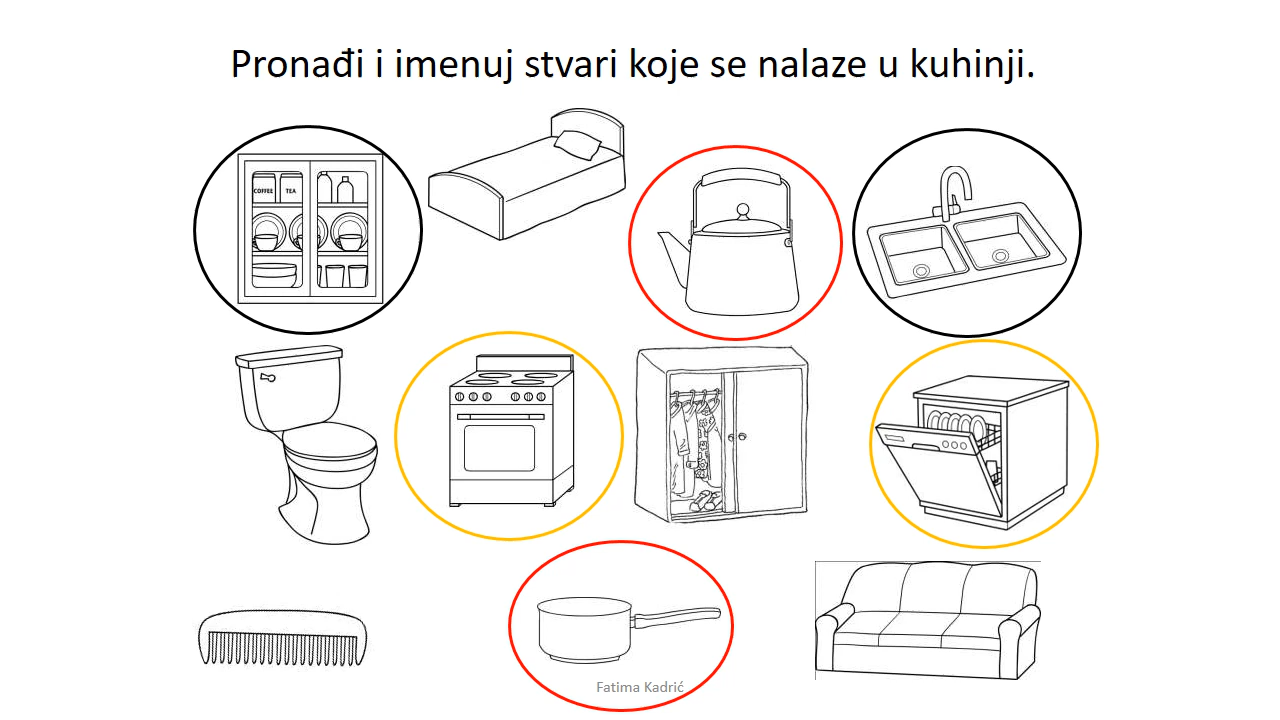 Pronađi i imenuj stvari koje se nalaze u kuhinji.
COFFEE TEA
Fatima Kadrić